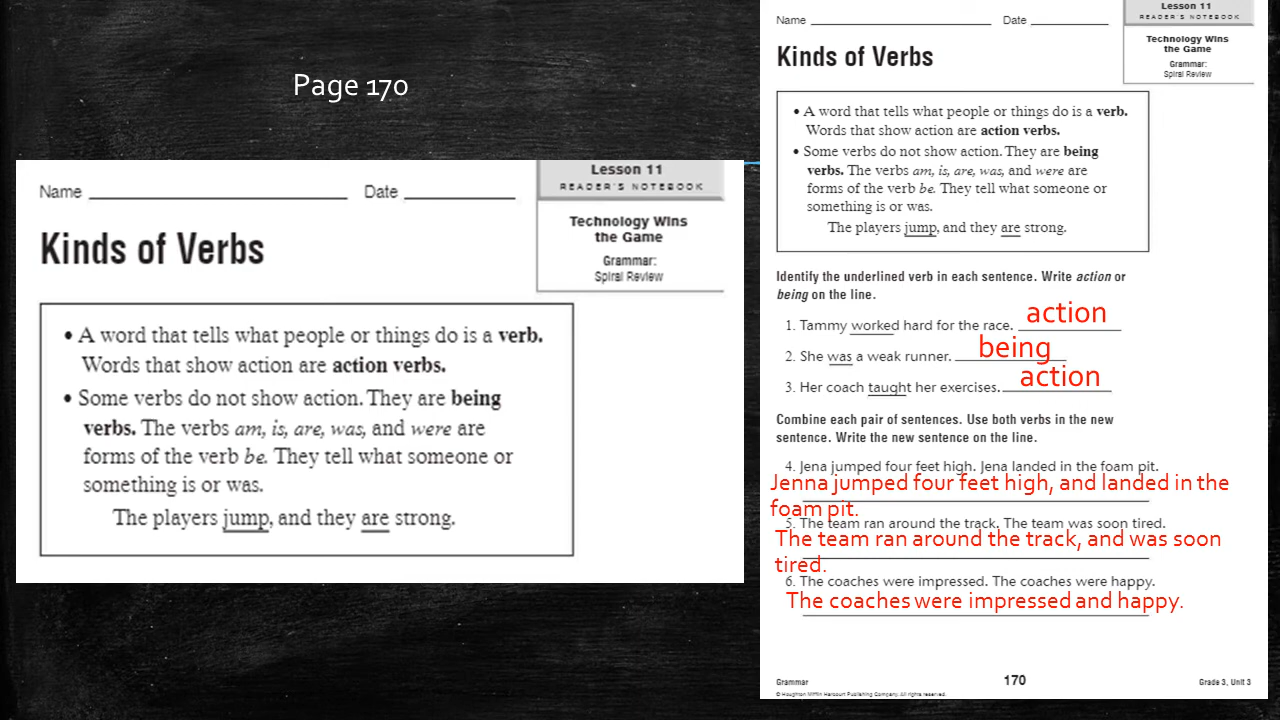 Page 170
Lesson 11
READER'S NOTEBOOK
Name Date
Technology Wins
the Game
Grammar:
Spiral Review
Kinds of Verbs
• A word that tells what people or things do is a verb.
Words that show action are action verbs.
• Some verbs do not show action. They are being
verbs. The verbs am, is, are, was, and were are
forms of the verb be. They tell what someone or
something is or was.
The players jump, and they are strong.
Lesson 11
READER'S NOTEBOOK
Name Date
Technology Wins
the Game
Grammar:
Spiral Review
Kinds of Verbs
• A word that tells what people or things do is a verb.
Words that show action are action verbs.
• Some verbs do not show action. They are being
verbs. The verbs am, is, are, was, and were are
forms of the verb be. They tell what someone or
something is or was.
The players jump, and they are strong.
Identify the underlined verb in each sentence. Write action or
being on the line.
1. Tammy worked hard for the race. action
2. She was a weak runner. being
3. Her coach taught her exercises. action
Combine each pair of sentences. Use both verbs in the new
sentence. Write the new sentence on the line.
4. Jena jumped four feet high. Jena landed in the foam pit.
Jenna jumped four feet high, and landed in the
foam pit.
5. The team ran around the track. The team was soon tired.
The team ran around the track, and was soon
tired.
6. The coaches were impressed. The coaches were happy.
The coaches were impressed and happy.
Grammar 170 Grade 3, Unit 3
© Houghton Mifflin Harcourt Publishing Company. All rights reserved.